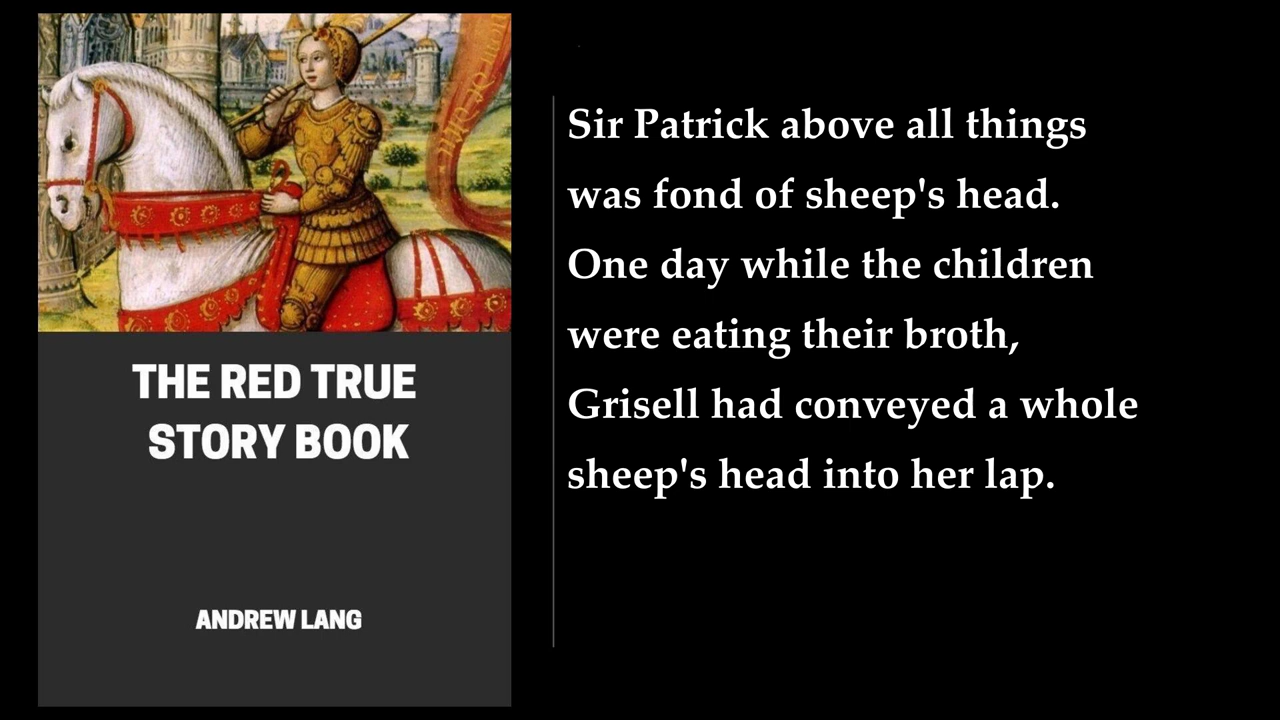 THE RED TRUE
STORY BOOK
ANDREW LANG
Sir Patrick above all things
was fond of sheep's head.
One day while the children
were eating their broth,
Grisell had conveyed a whole
sheep's head into her lap.